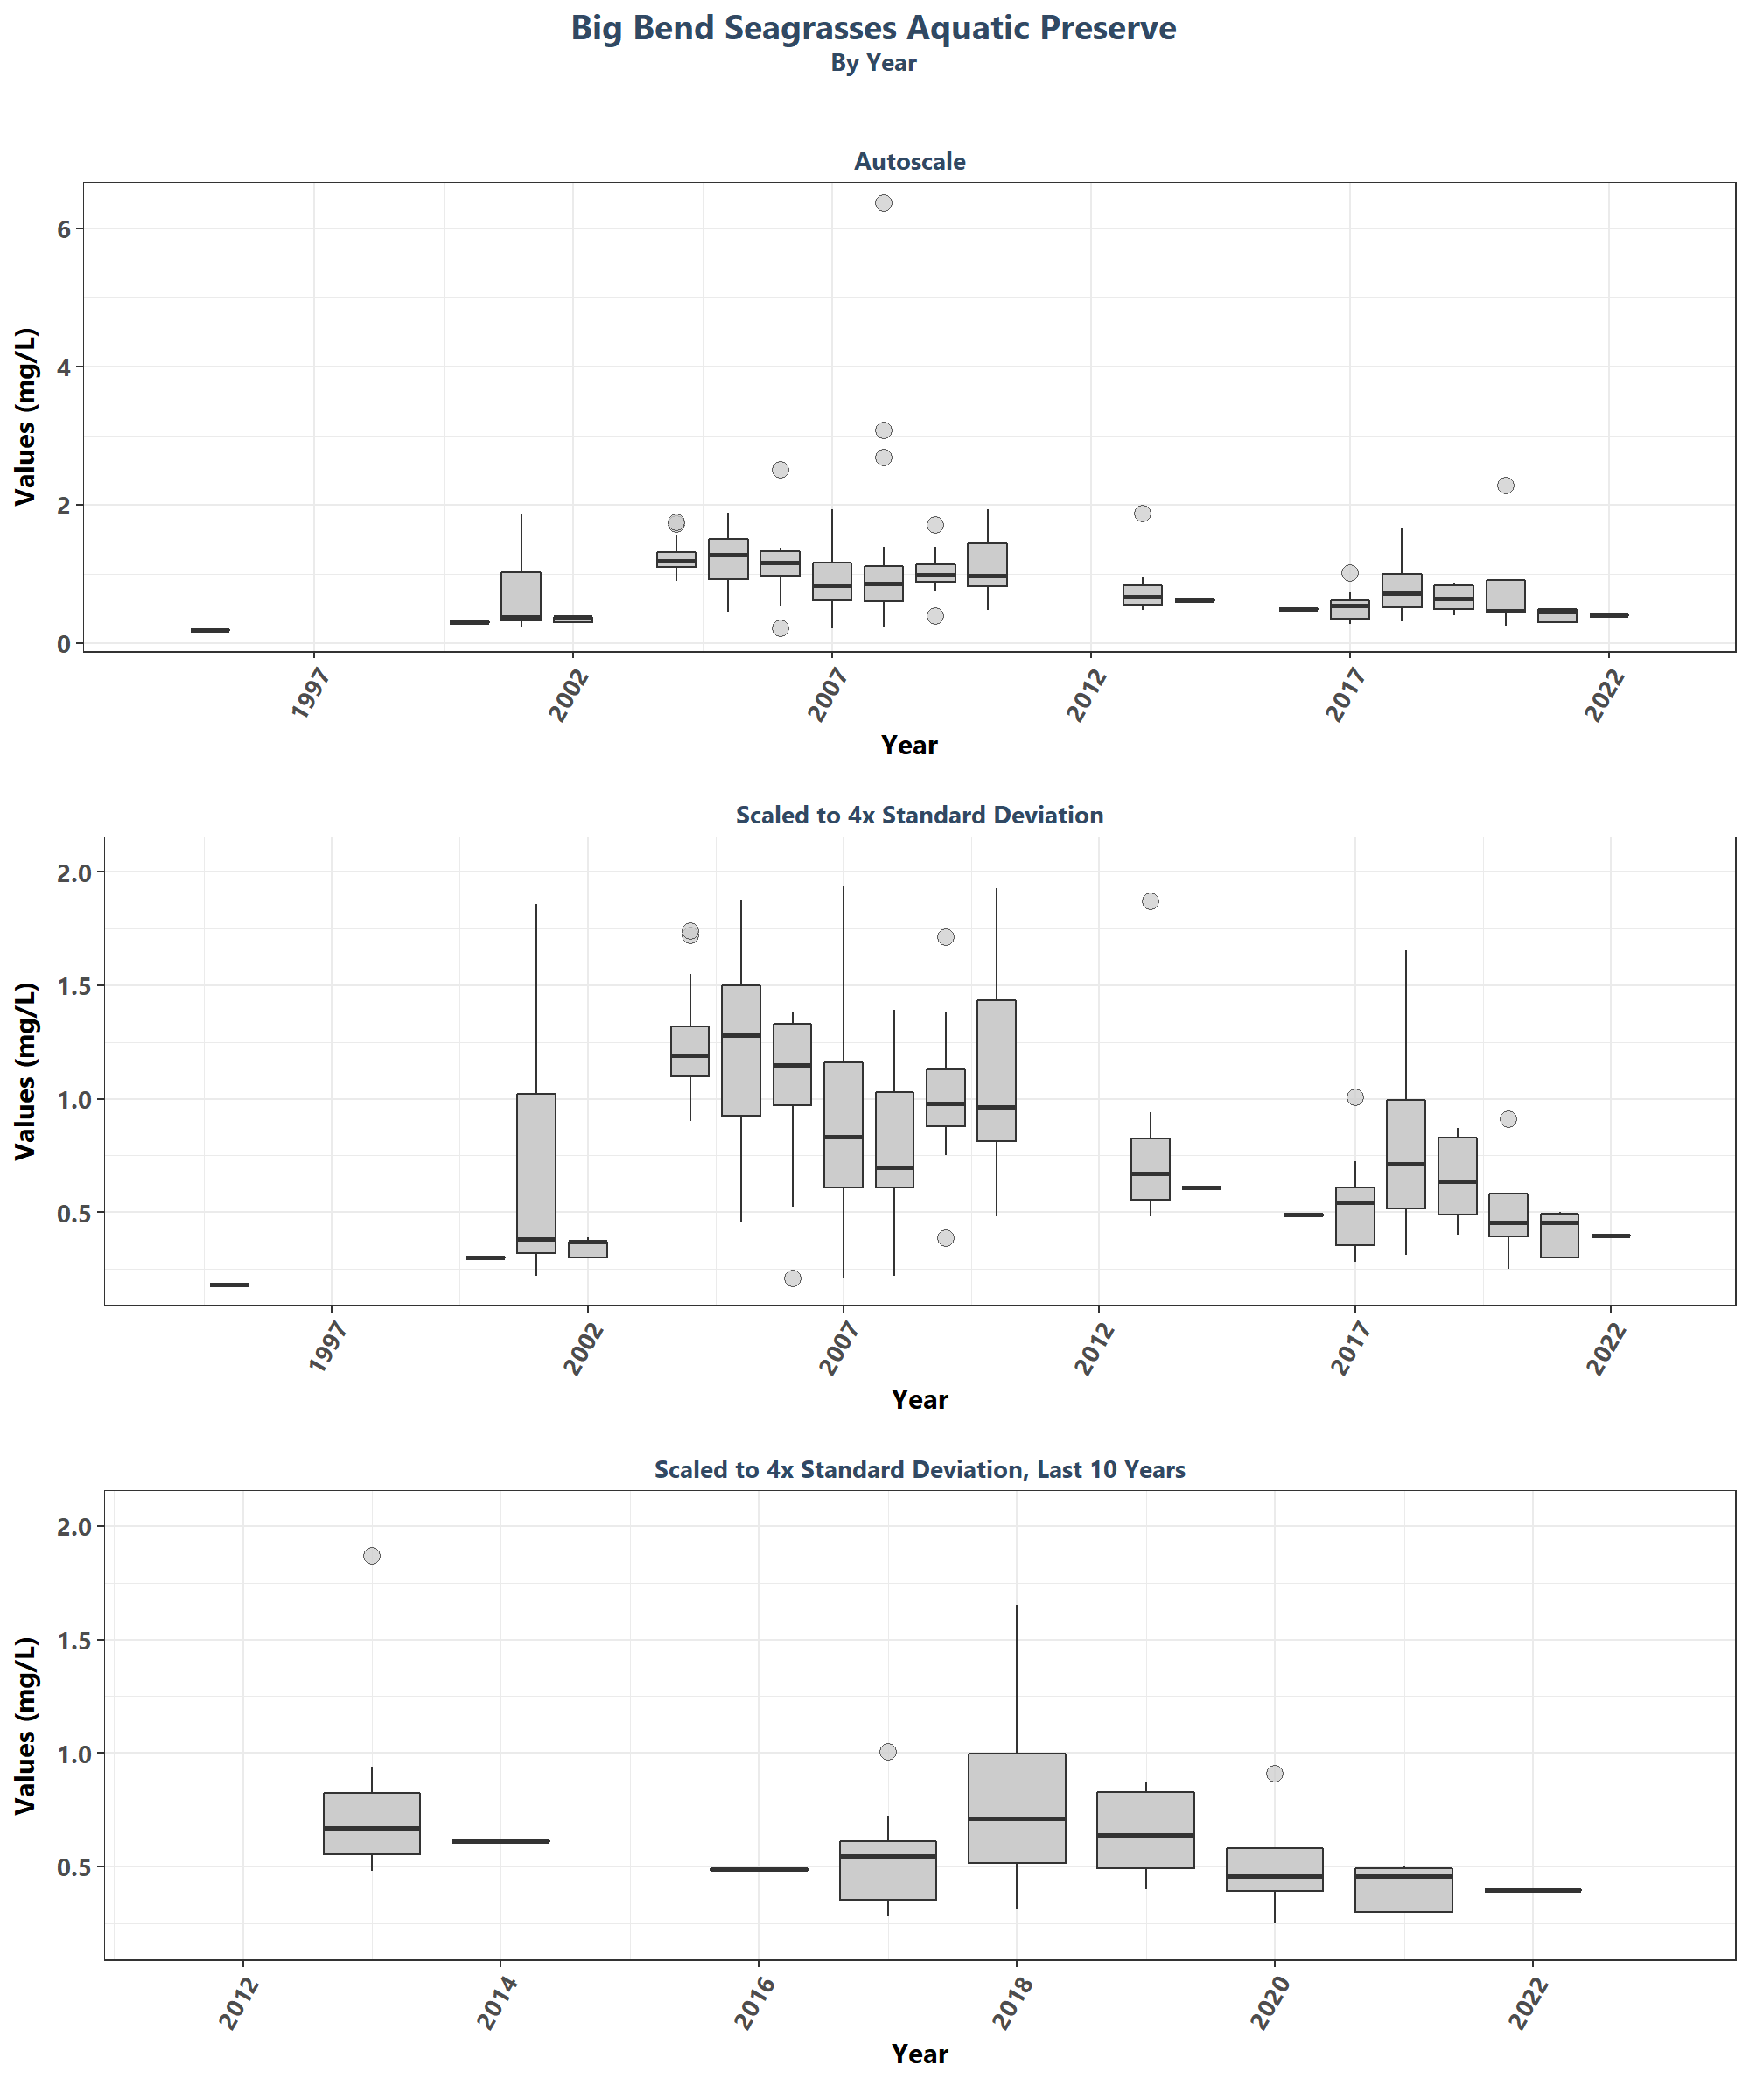 Big Bend Seagrasses Aquatic Preserve
By Year
Autoscale
Values (mg/L)
6
4
2
0
1997
2002
2007
2012
2017
2022
Year
Scaled to 4x Standard Deviation
Values (mg/L)
2.0
1.5
1.0
0.5
1997
2002
2007
2012
2017
2022
Year
Scaled to 4x Standard Deviation, Last 10 Years
Values (mg/L)
2.0
1.5
1.0
0.5
2012
2014
2016
2018
2020
2022
Year